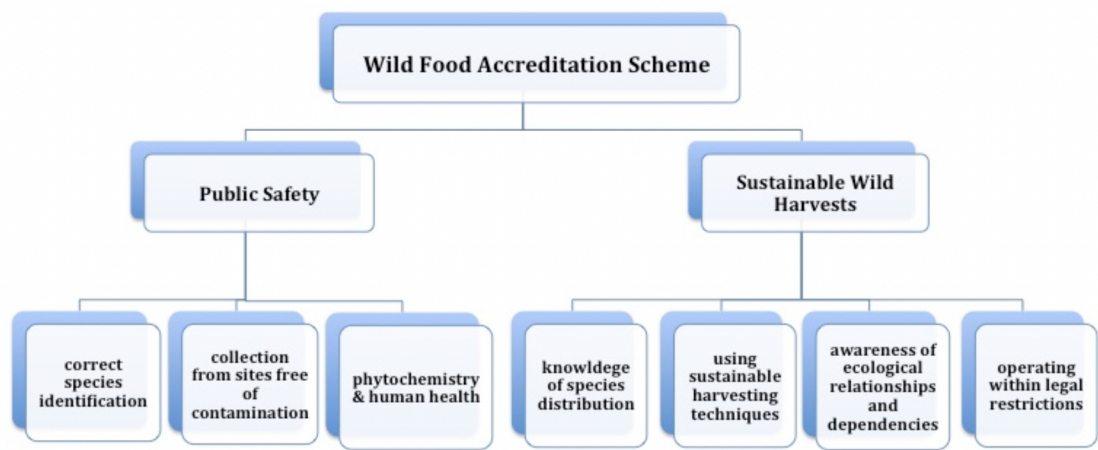 Wild Food Accreditation Scheme
Public Safety
Sustainable Wild
Harvests
correct
species
identification
collection
from sites free
of
contamination
phytochemistry
& human health
knowldege
of species
distribution
using
sustainable
harvesting
techniques
awareness of
ecological
relationships
and
dependencies
operating
within legal
restrictions